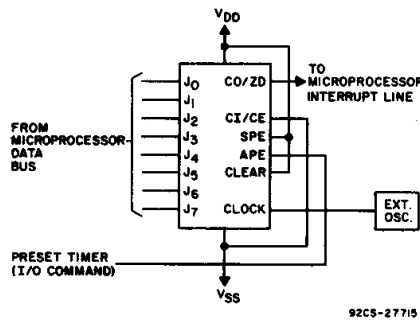 VDD
J0 CO/ZD
TO
MICROPROCESSOR
INTERRUPT LINE
J1
J2 CI/CE
FROM
MICROPROCESSOR
DATA
BUS
J3 SPE
J4 APE
J5 CLEAR
J6
J7 CLOCK
EXT.
OSC.
PRESET TIMER
(I/O COMMAND)
VSS
92CS-27715